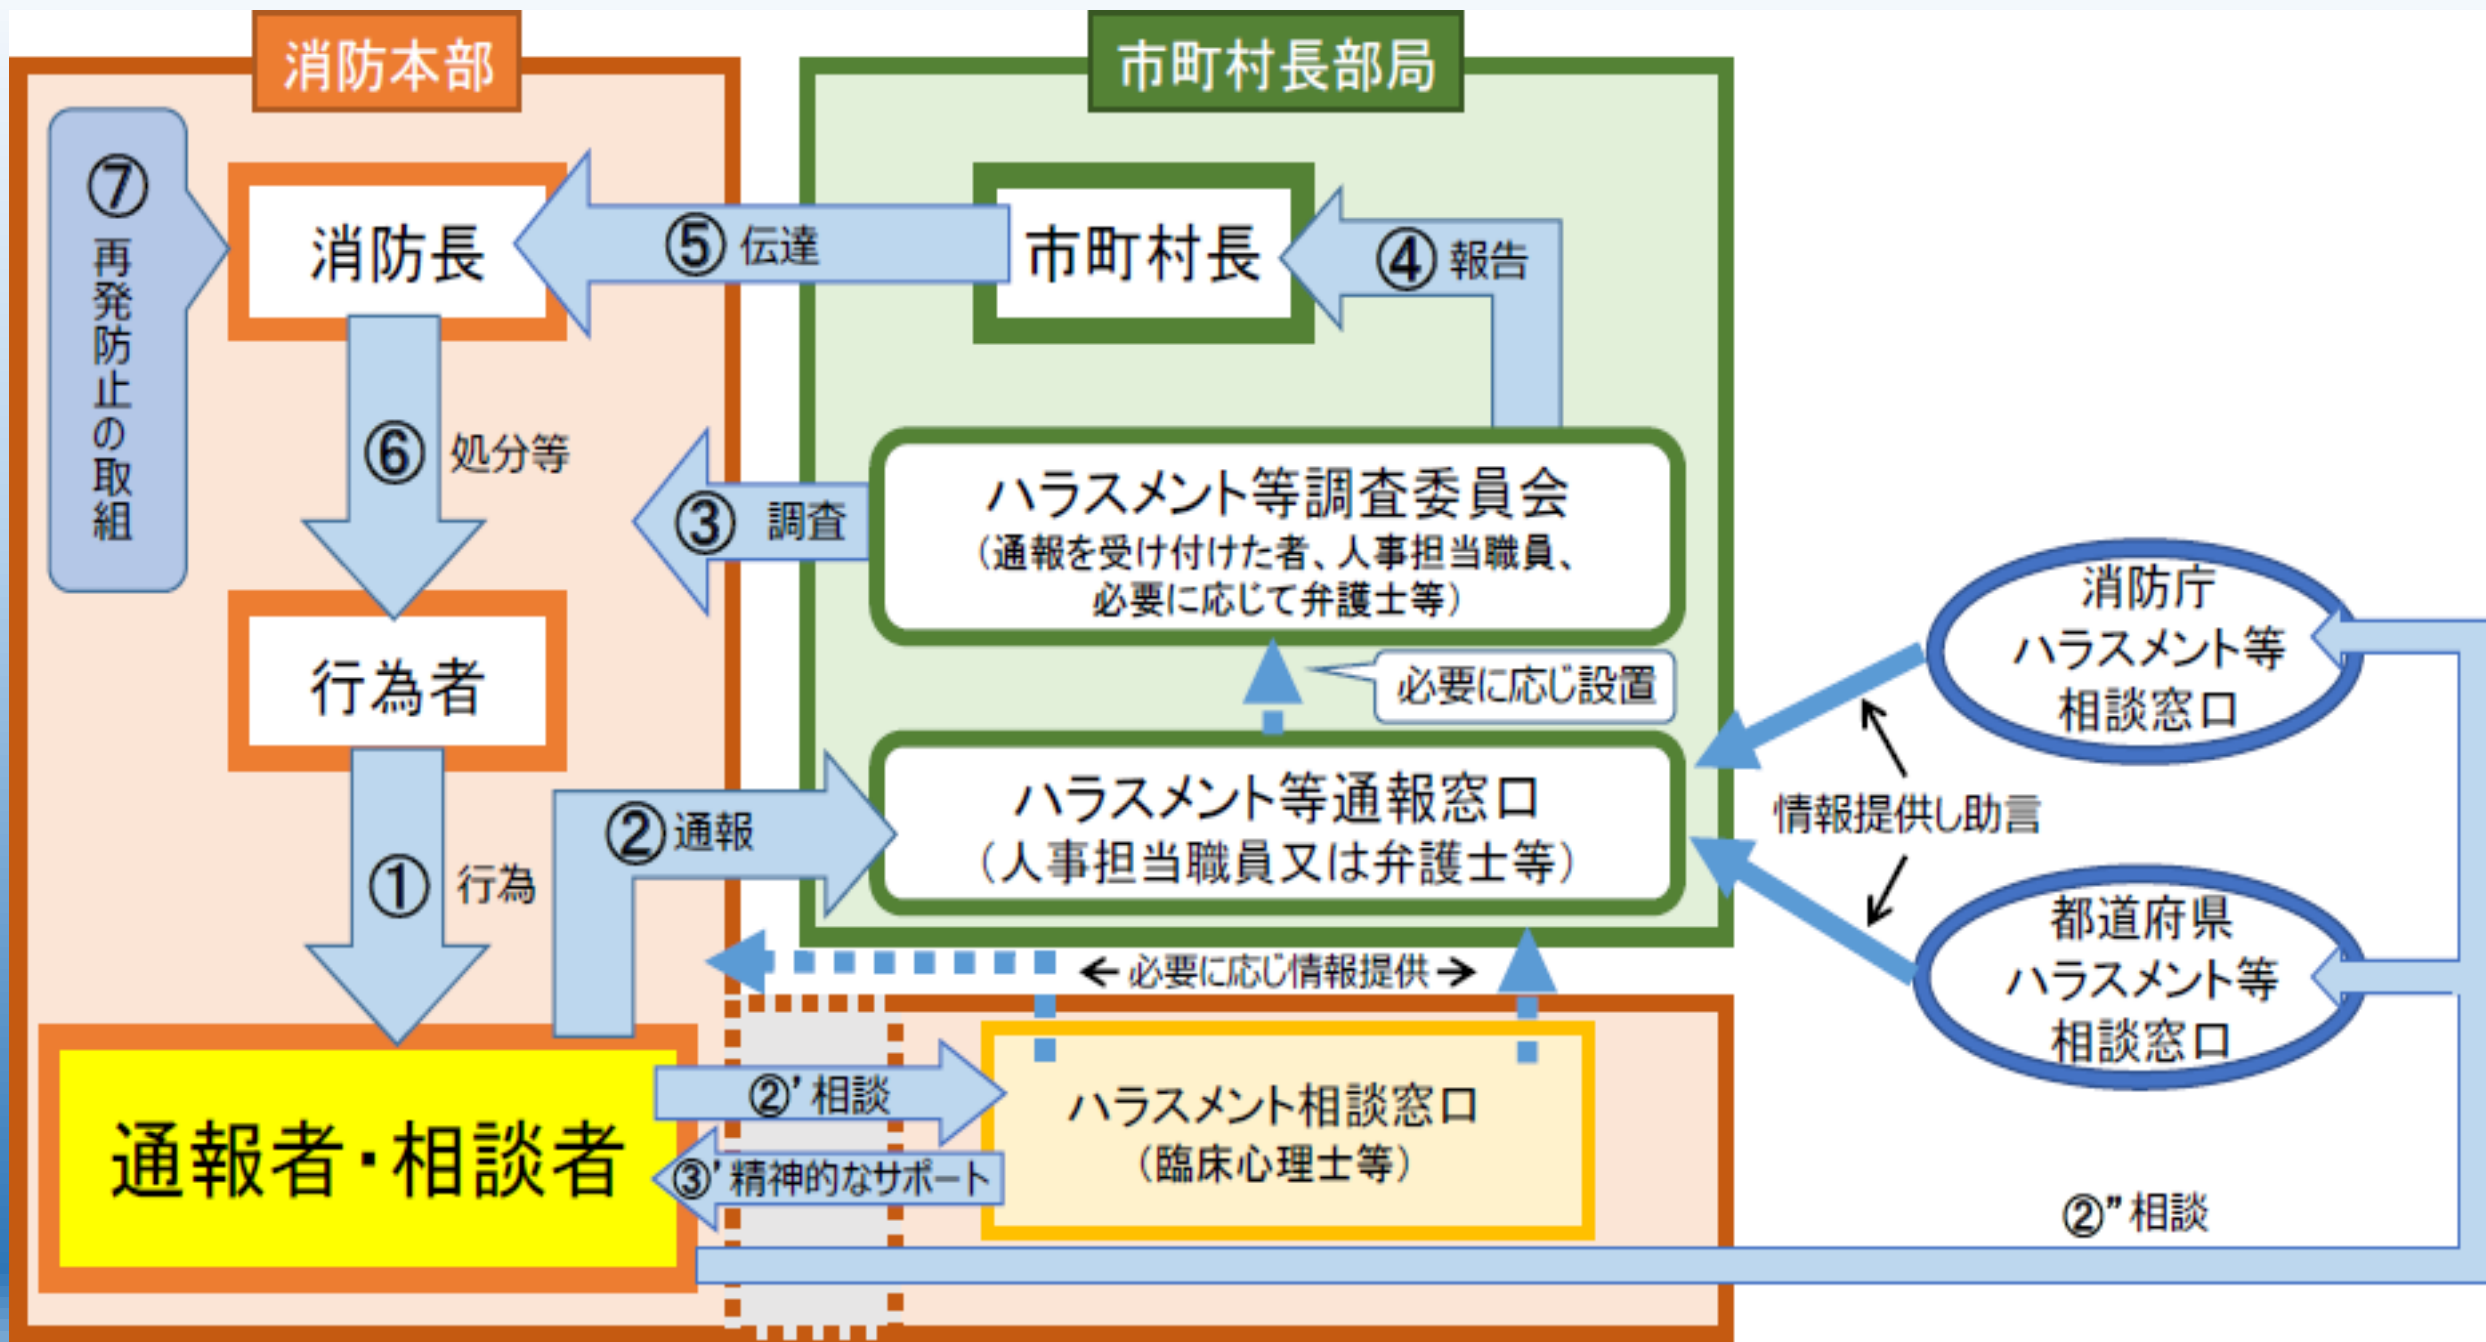 消防本部
市町村長部局
⑦再発防止の取組
消防長
⑤ 伝達
市町村長
④ 報告
⑥ 処分等
③ 調査
ハラスメント等調査委員会
（通報を受け付けた者、人事担当職員、
必要に応じて弁護士等）
必要に応じ設置
行為者
② 通報
ハラスメント等通報窓口
（人事担当職員又は弁護士等）
① 行為
消防庁
ハラスメント等
相談窓口
情報提供し助言
都道府県
ハラスメント等
相談窓口
←必要に応じ情報提供→
通報者・相談者
②’相談
③’精神的なサポート
ハラスメント相談窓口
（臨床心理士等）
②”相談